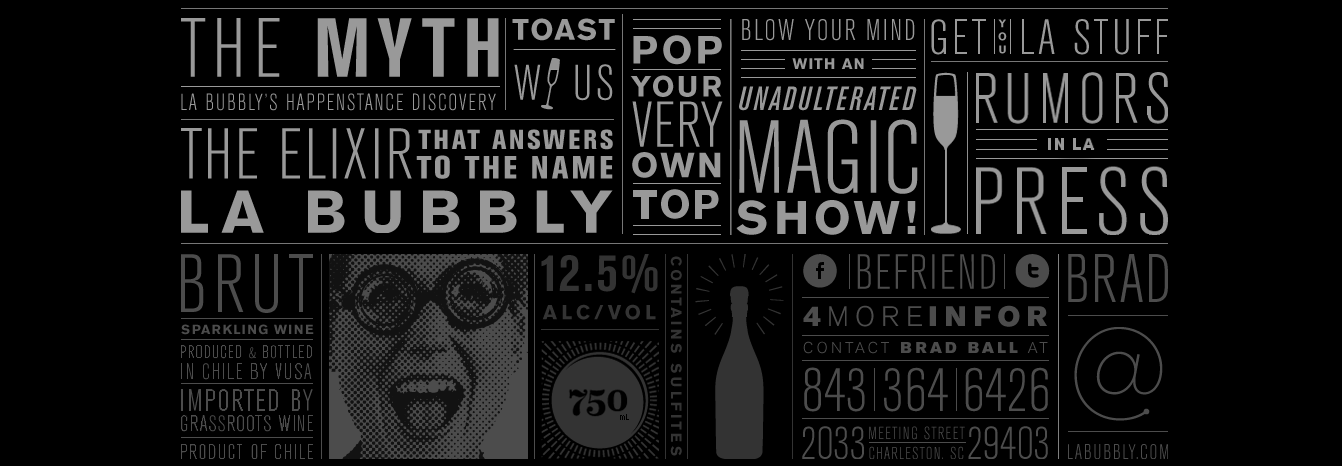 THE MYTH
LA BUBBLY'S HAPPENSTANCE DISCOVERY
TOAST
W/ US
THE ELIXIR THAT ANSWERS
TO THE NAME
LA BUBBLY
POP
YOUR
VERY
OWN
TOP
BLOW YOUR MIND
WITH AN
UNADULTERATED
MAGIC
SHOW!
GET YOU LA STUFF
RUMORS
IN LA
PRESS
BRUT
SPARKLING WINE
PRODUCED & BOTTLED
IN CHILE BY VUSA
IMPORTED BY
GRASSROOTS WINE
PRODUCT OF CHILE
12.5%
ALC/VOL
750
mL
CONTAINS SULFITES
f BEFRIEND t
4MOREINFOR
CONTACT BRAD BALL AT
843 364 6426
2033 MEETING STREET
CHARLESTON, SC 29403
BRAD
@
LABUBBLY.COM